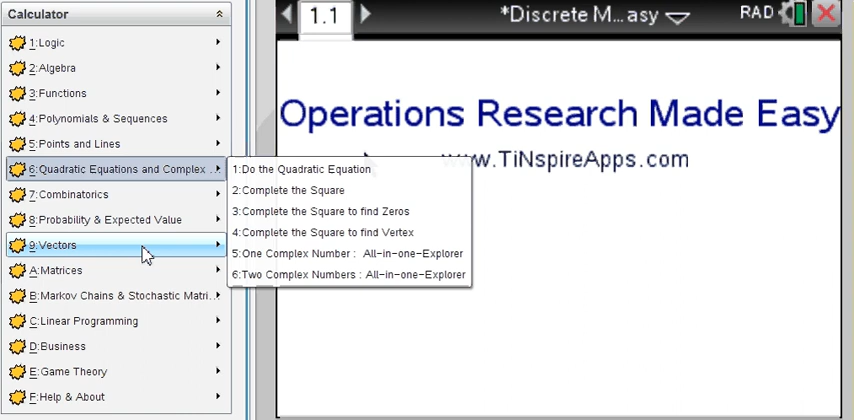 Calculator
1:Logic
2:Algebra
3:Functions
4:Polynomials & Sequences
5:Points and Lines
6:Quadratic Equations and Complex ...
7:Combinatorics
8:Probability & Expected Value
9:Vectors
A:Matrices
B:Markov Chains & Stochastic Matri...
C:Linear Programming
D:Business
E:Game Theory
F:Help & About
1:Do the Quadratic Equation
2:Complete the Square
3:Complete the Square to find Zeros
4:Complete the Square to find Vertex
5:One Complex Number : All-in-one-Explorer
6:Two Complex Numbers : All-in-one-Explorer
1.1
*Discrete M...asy
RAD
Operations Research Made Easy
www.TiNspireApps.com